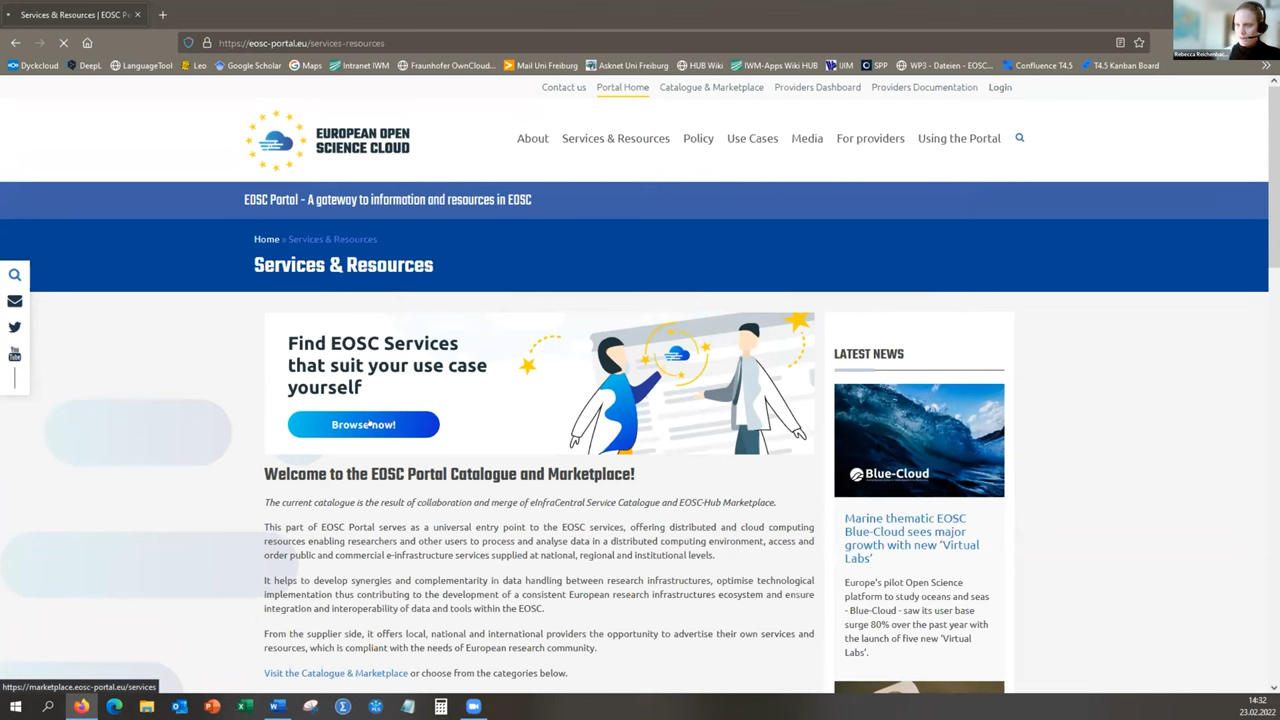 Services & Resources | EOSC P
https://eosc-portal.eu/services-resources
Rebecca Reichenbac...
Dyckcloud DeepL LanguageTool Leo Google Scholar Maps Intranet IWM Fraunhofer OwnCloud... Mail Uni Freiburg Asknet Uni Freiburg HUB Wiki IWM-Apps Wiki HUB IJIM SPP WP3 - Dateien - EOSC... Confluence T4.5 T4.5 Kanban Board
Contact us Portal Home Catalogue & Marketplace Providers Dashboard Providers Documentation Login
EUROPEAN OPEN
SCIENCE CLOUD
About Services & Resources Policy Use Cases Media For providers Using the Portal
EOSC Portal - A gateway to information and resources in EOSC
Home » Services & Resources
Services & Resources
Find EOSC Services
that suit your use case
yourself
Browse now!
Welcome to the EOSC Portal Catalogue and Marketplace!
The current catalogue is the result of collaboration and merge of eInfraCentral Service Catalogue and EOSC-Hub Marketplace.
This part of EOSC Portal serves as a universal entry point to the EOSC services, offering distributed and cloud computing
resources enabling researchers and other users to process and analyse data in a distributed computing environment, access and
order public and commercial e-infrastructure services supplied at national, regional and institutional levels.
It helps to develop synergies and complementarity in data handling between research infrastructures, optimise technological
implementation thus contributing to the development of a consistent European research infrastructures ecosystem and ensure
integration and interoperability of data and tools within the EOSC.
From the supplier side, it offers local, national and international providers the opportunity to advertise their own services and
resources, which is compliant with the needs of European research community.
Visit the Catalogue & Marketplace or choose from the categories below.
LATEST NEWS
Blue-Cloud
Marine thematic EOSC
Blue-Cloud sees major
growth with new ‘Virtual
Labs’
Europe's pilot Open Science
platform to study oceans and seas
- Blue-Cloud - saw its user base
surge 80% over the past year with
the launch of five new ‘Virtual
Labs’.
You
Tube
https://marketplace.eosc-portal.eu/services
14:32
23.02.2022